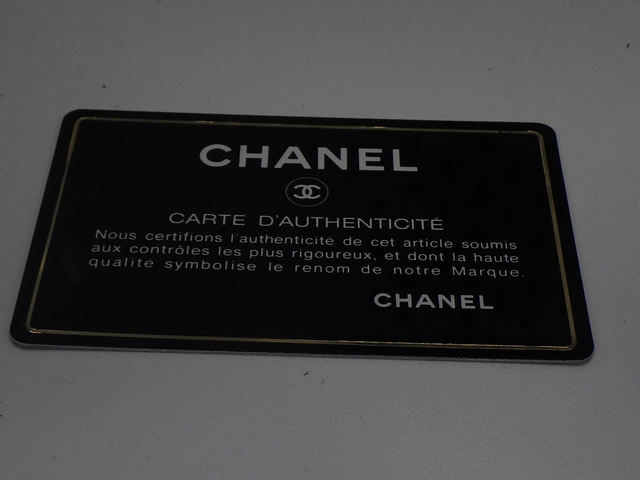 CHANEL
CARTE D'AUTHENTICITÉ
Nous certifions l'authenticité de cet article soumis
aux contrôles les plus rigoureux, et dont la haute
qualité symbolise le renom de notre Marque.
CHANEL